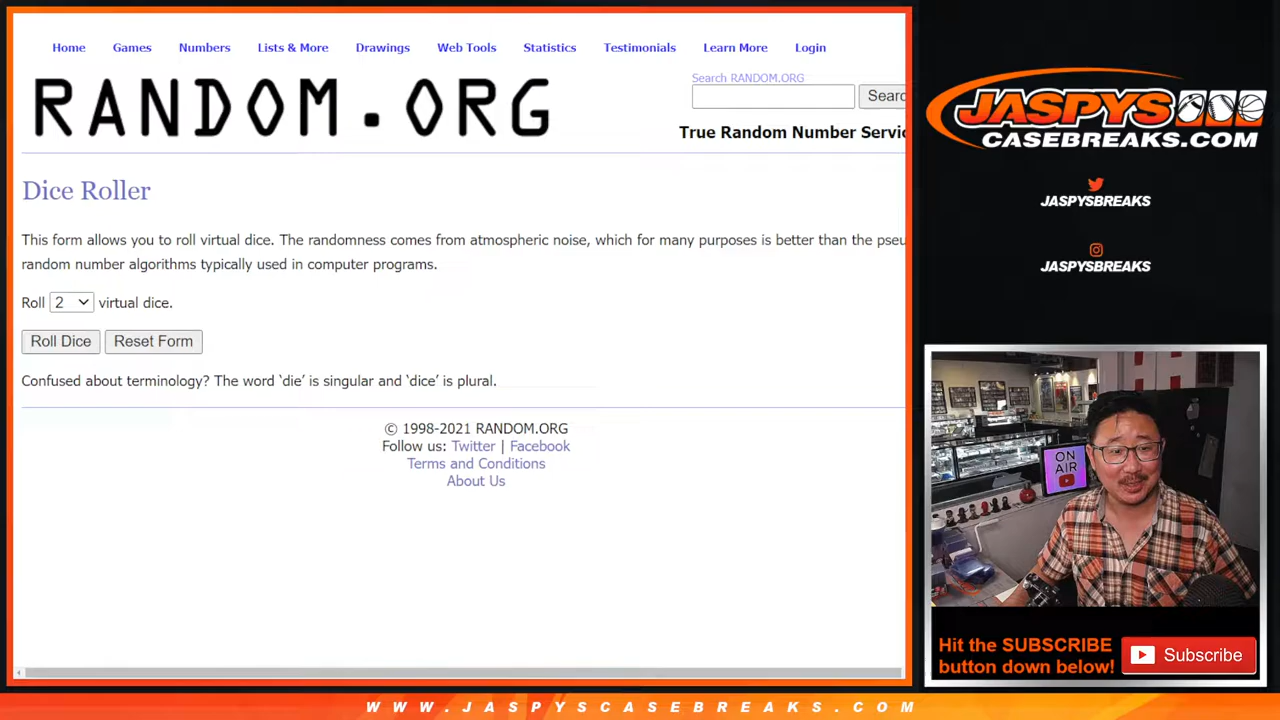 Home Games Numbers Lists & More Drawings Web Tools Statistics Testimonials Learn More Login
RANDOM.ORG
Search RANDOM.ORG
True Random Number
Dice Roller
This form allows you to roll virtual dice. The randomness comes from atmospheric noise, which for many purposes is better than the
random number algorithms typically used in computer programs.
Roll 2 virtual dice.
Roll Dice Reset Form
Confused about terminology? The word ‘die’ is singular and ‘dice’ is plural.
© 1998-2021 RANDOM.ORG
Follow us: Twitter | Facebook
Terms and Conditions
About Us
JASPYS
CASEBREAKS.COM
JASPYSBREAKS
JASPYSBREAKS
ON
AIR
Hit the SUBSCRIBE
button down below!
Subscribe
WWW.JASPYSCASEBREAKS.COM